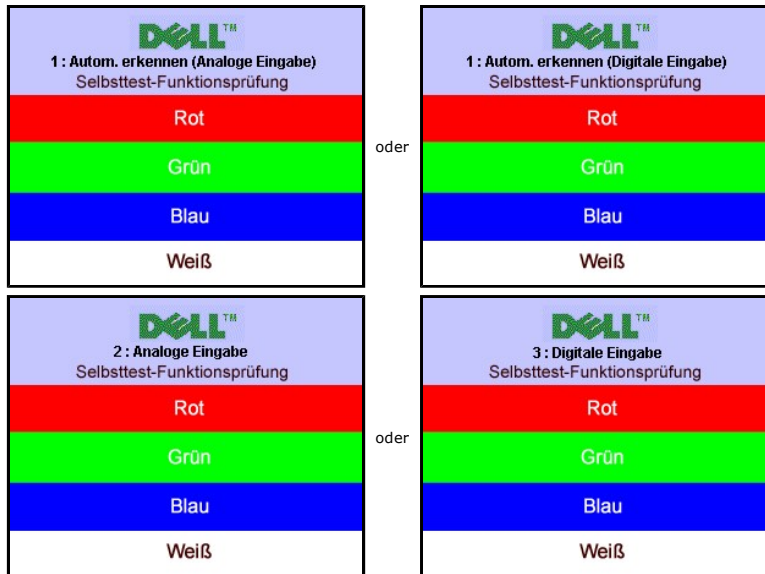 DELL™
1 : Autom. erkennen (Analoge Eingabe)
Selbsttest-Funktionsprüfung
Rot
Grün
Blau
Weiß
oder
DELL™
1 : Autom. erkennen (Digitale Eingabe)
Selbsttest-Funktionsprüfung
Rot
Grün
Blau
Weiß
DELL™
2 : Analoge Eingabe
Selbsttest-Funktionsprüfung
Rot
Grün
Blau
Weiß
oder
DELL™
3 : Digitale Eingabe
Selbsttest-Funktionsprüfung
Rot
Grün
Blau
Weiß